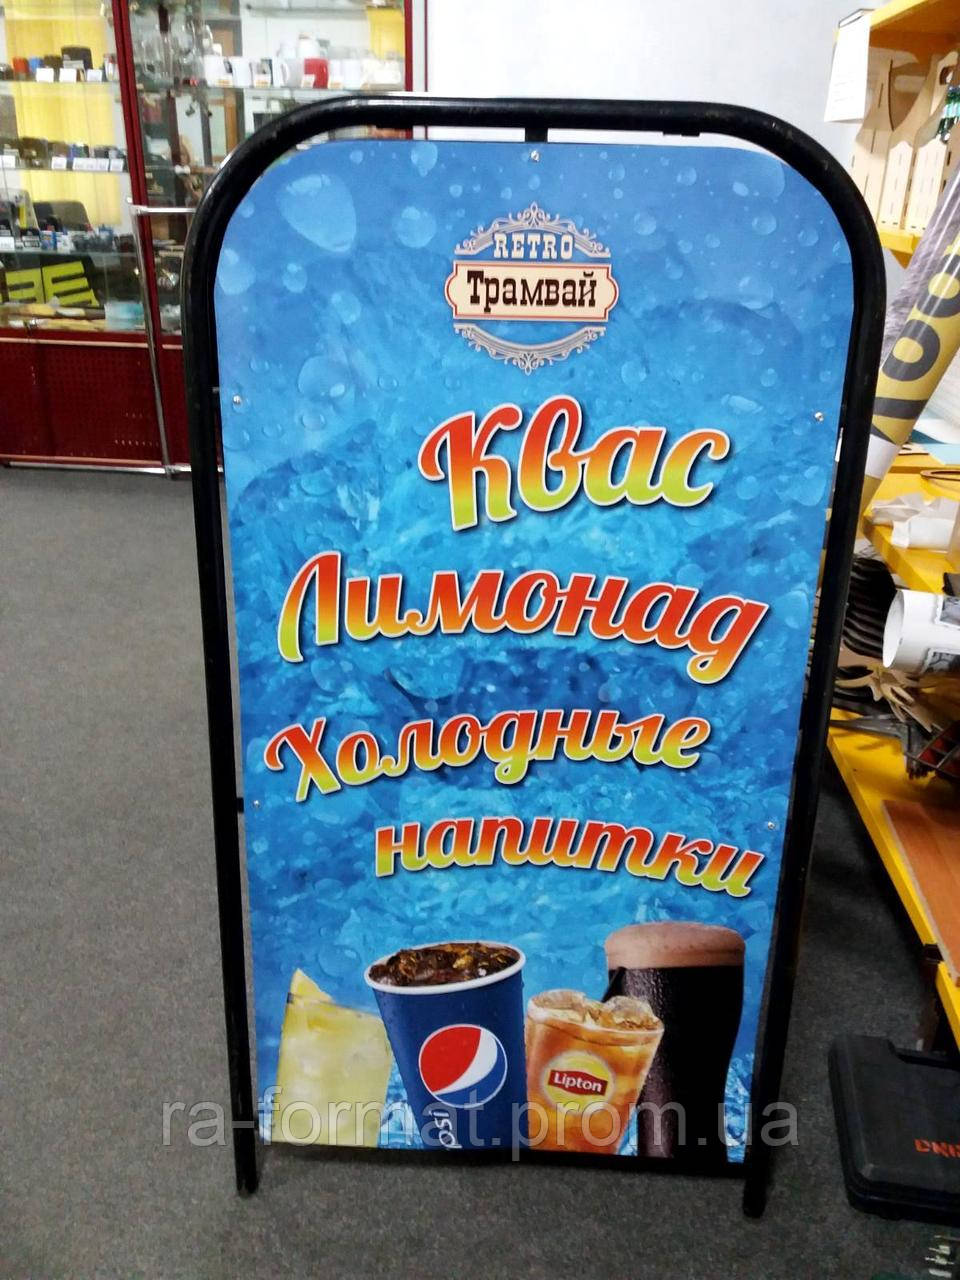 RETRO
Трамвай
Квас
Лимонад
Холодные
напитки
Lipton
ra-format.prom.ua